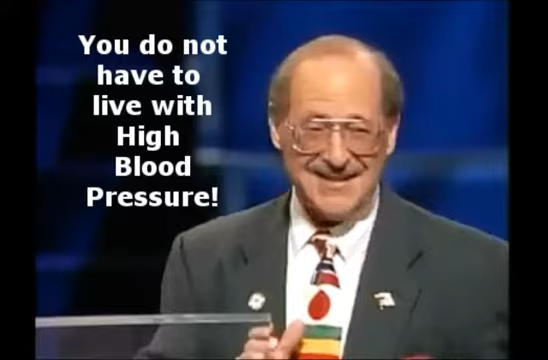 You do not
have to
live with
High
Blood
Pressure!